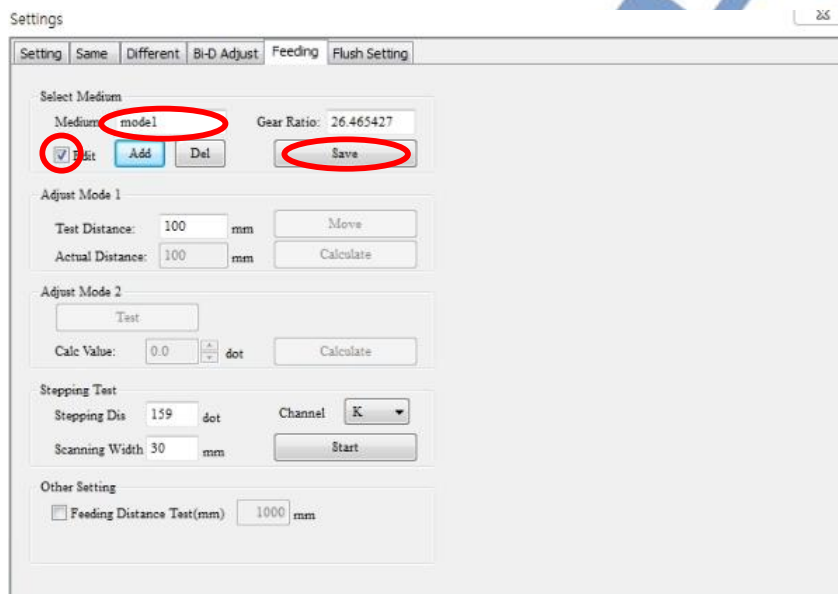 Settings
Setting Same Different Bi-D Adjust Feeding Flush Setting
Select Medium
Medium mode1 Gear Ratio: 26.465427
Edit Add Del Save
Adjust Mode 1
Test Distance: 100 mm Move
Actual Distance: 100 mm Calculate
Adjust Mode 2
Test
Calc Value: 0.0 dot Calculate
Stepping Test
Stepping Dis 159 dot Channel K
Scanning Width 30 mm Start
Other Setting
Feeding Distance Test(mm) 1000 mm